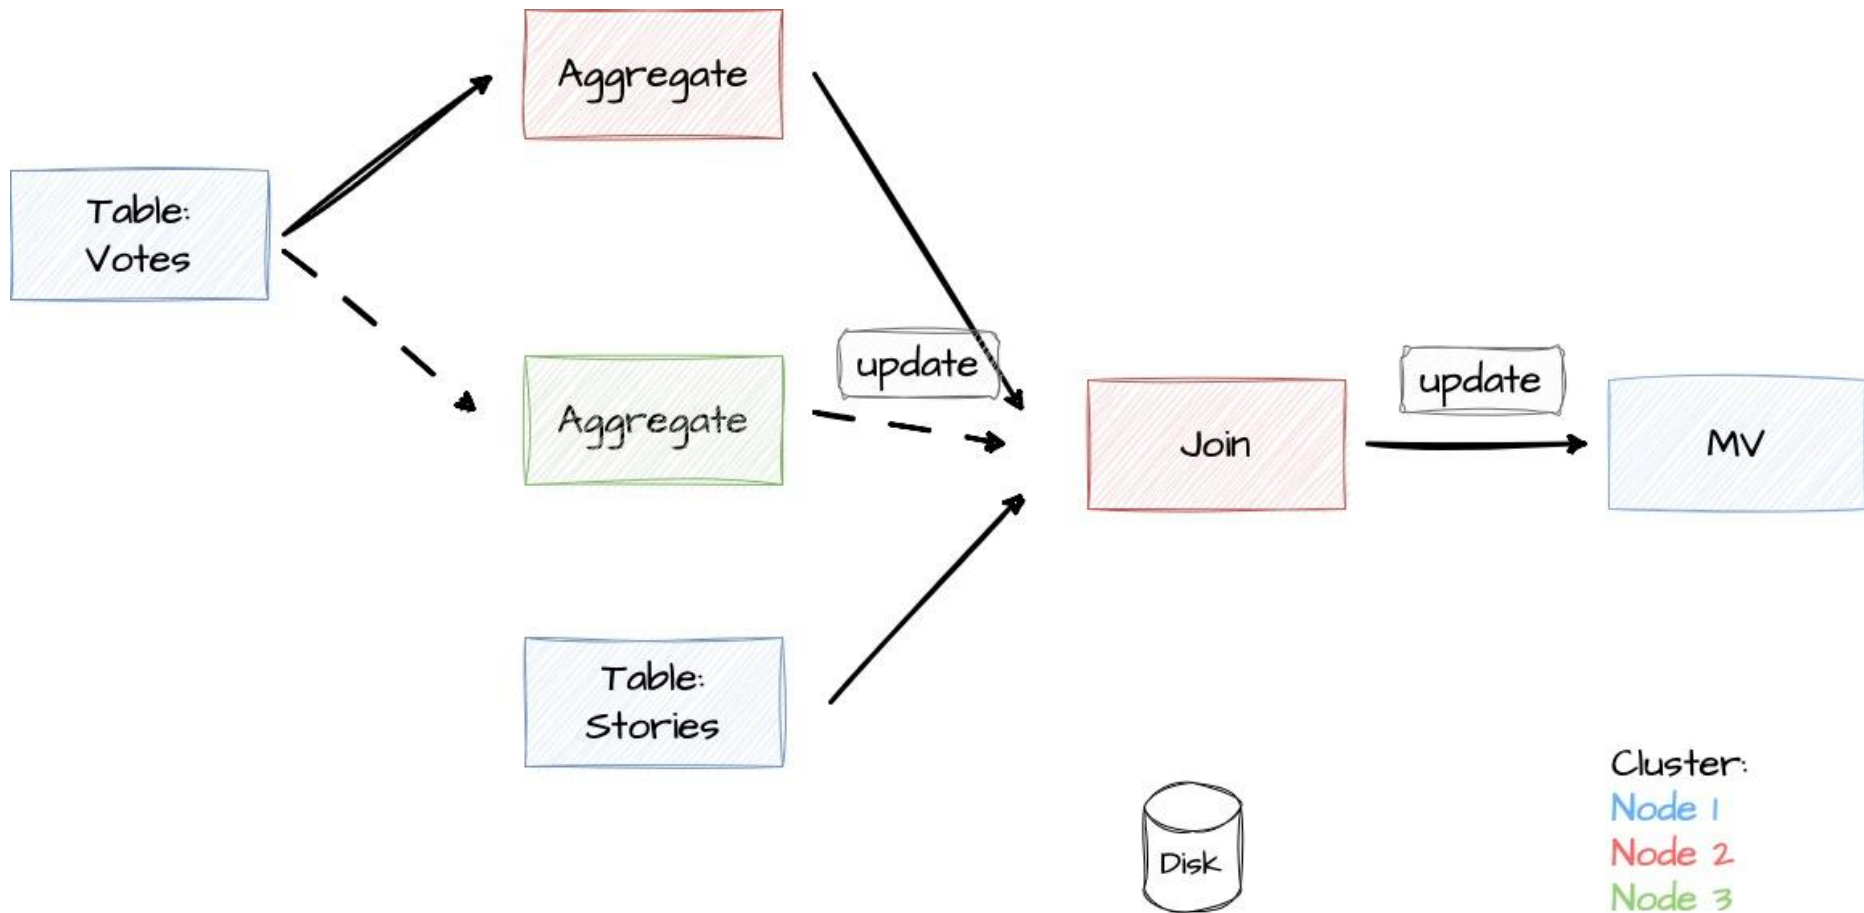 Aggregate
Table:
Votes
Aggregate
update
update
Join
MV
Table:
Stories
Disk
Cluster:
Node 1
Node 2
Node 3